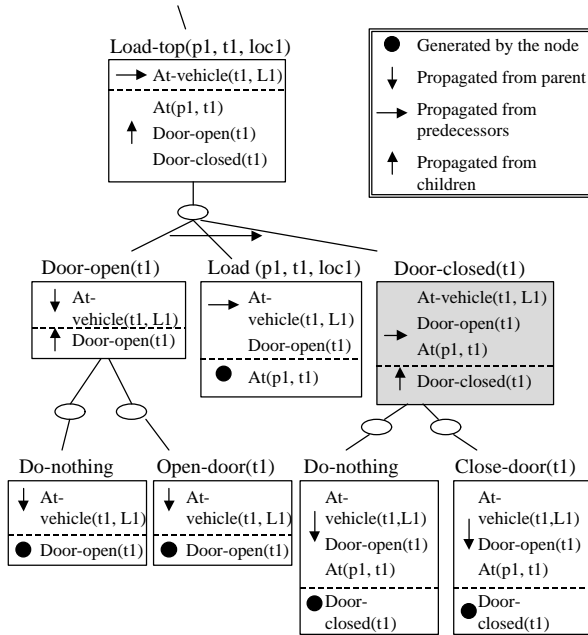 Load-top(p1, t1, loc1)
At-vehicle(t1, L1)
At(p1, t1)
Door-open(t1)
Door-closed(t1)
Generated by the node
Propagated from parent
Propagated from
predecessors
Propagated from
children
Door-open(t1)
At-
vehicle(t1, L1)
Door-open(t1)
Load (p1, t1, loc1)
At-
vehicle(t1, L1)
Door-open(t1)
At(p1, t1)
Door-closed(t1)
At-vehicle(t1, L1)
Door-open(t1)
At(p1, t1)
Door-closed(t1)
Do-nothing
At-
vehicle(t1, L1)
Door-open(t1)
Open-door(t1)
At-
vehicle(t1, L1)
Door-open(t1)
Do-nothing
At-
vehicle(t1,L1)
Door-open(t1)
At(p1, t1)
Door-
closed(t1)
Close-door(t1)
At-
vehicle(t1,L1)
Door-open(t1)
At(p1, t1)
Door-
closed(t1)